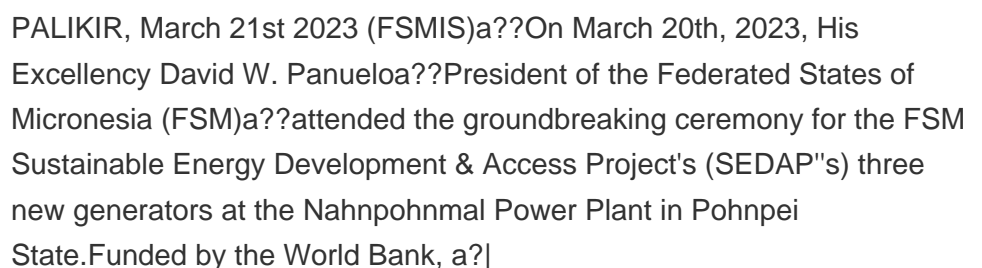 PALIKIR, March 21st 2023 (FSMIS)a??On March 20th, 2023, His
Excellency David W. Panueloa??President of the Federated States of
Micronesia (FSM)a??attended the groundbreaking ceremony for the FSM
Sustainable Energy Development & Access Project's (SEDAP"s) three
new generators at the Nahnpohnmal Power Plant in Pohnpei
State.Funded by the World Bank, a?|